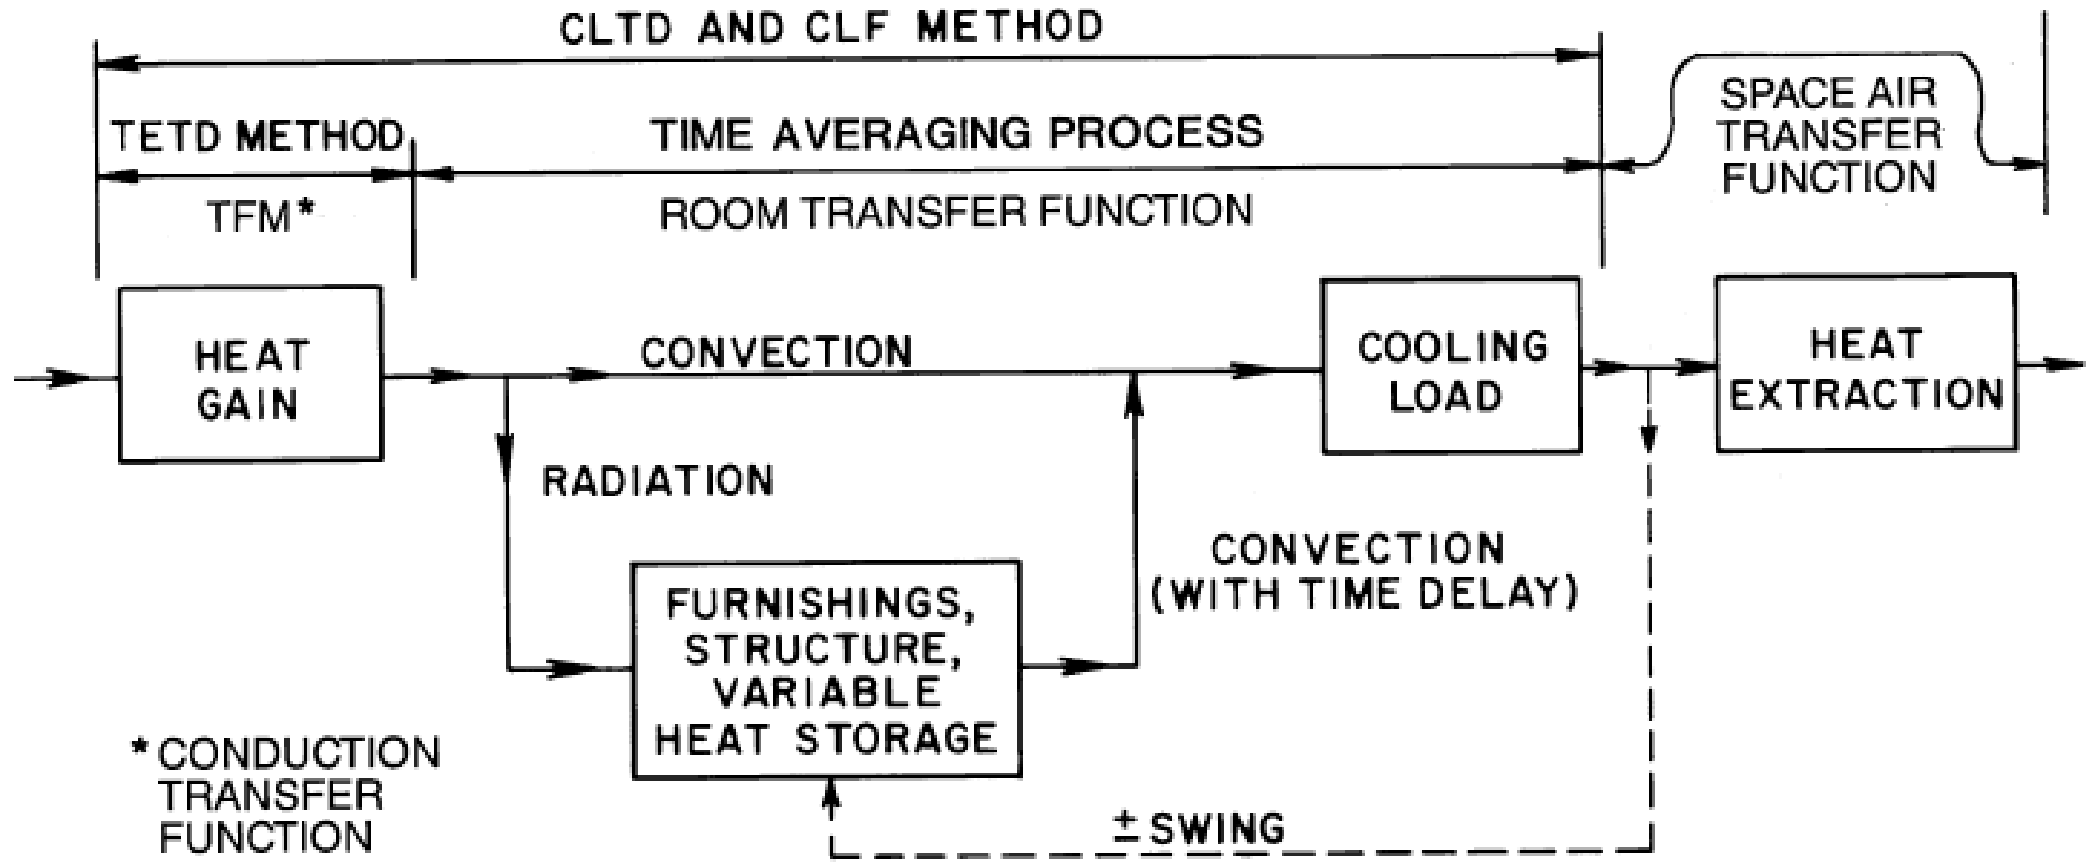 CLTD AND CLF METHOD
TETD METHOD
TIME AVERAGING PROCESS
SPACE AIR
TRANSFER
FUNCTION
TFM*
ROOM TRANSFER FUNCTION
HEAT
GAIN
CONVECTION
COOLING
LOAD
HEAT
EXTRACTION
RADIATION
CONVECTION
(WITH TIME DELAY)
FURNISHINGS,
STRUCTURE,
VARIABLE
HEAT STORAGE
* CONDUCTION
TRANSFER
FUNCTION
± SWING